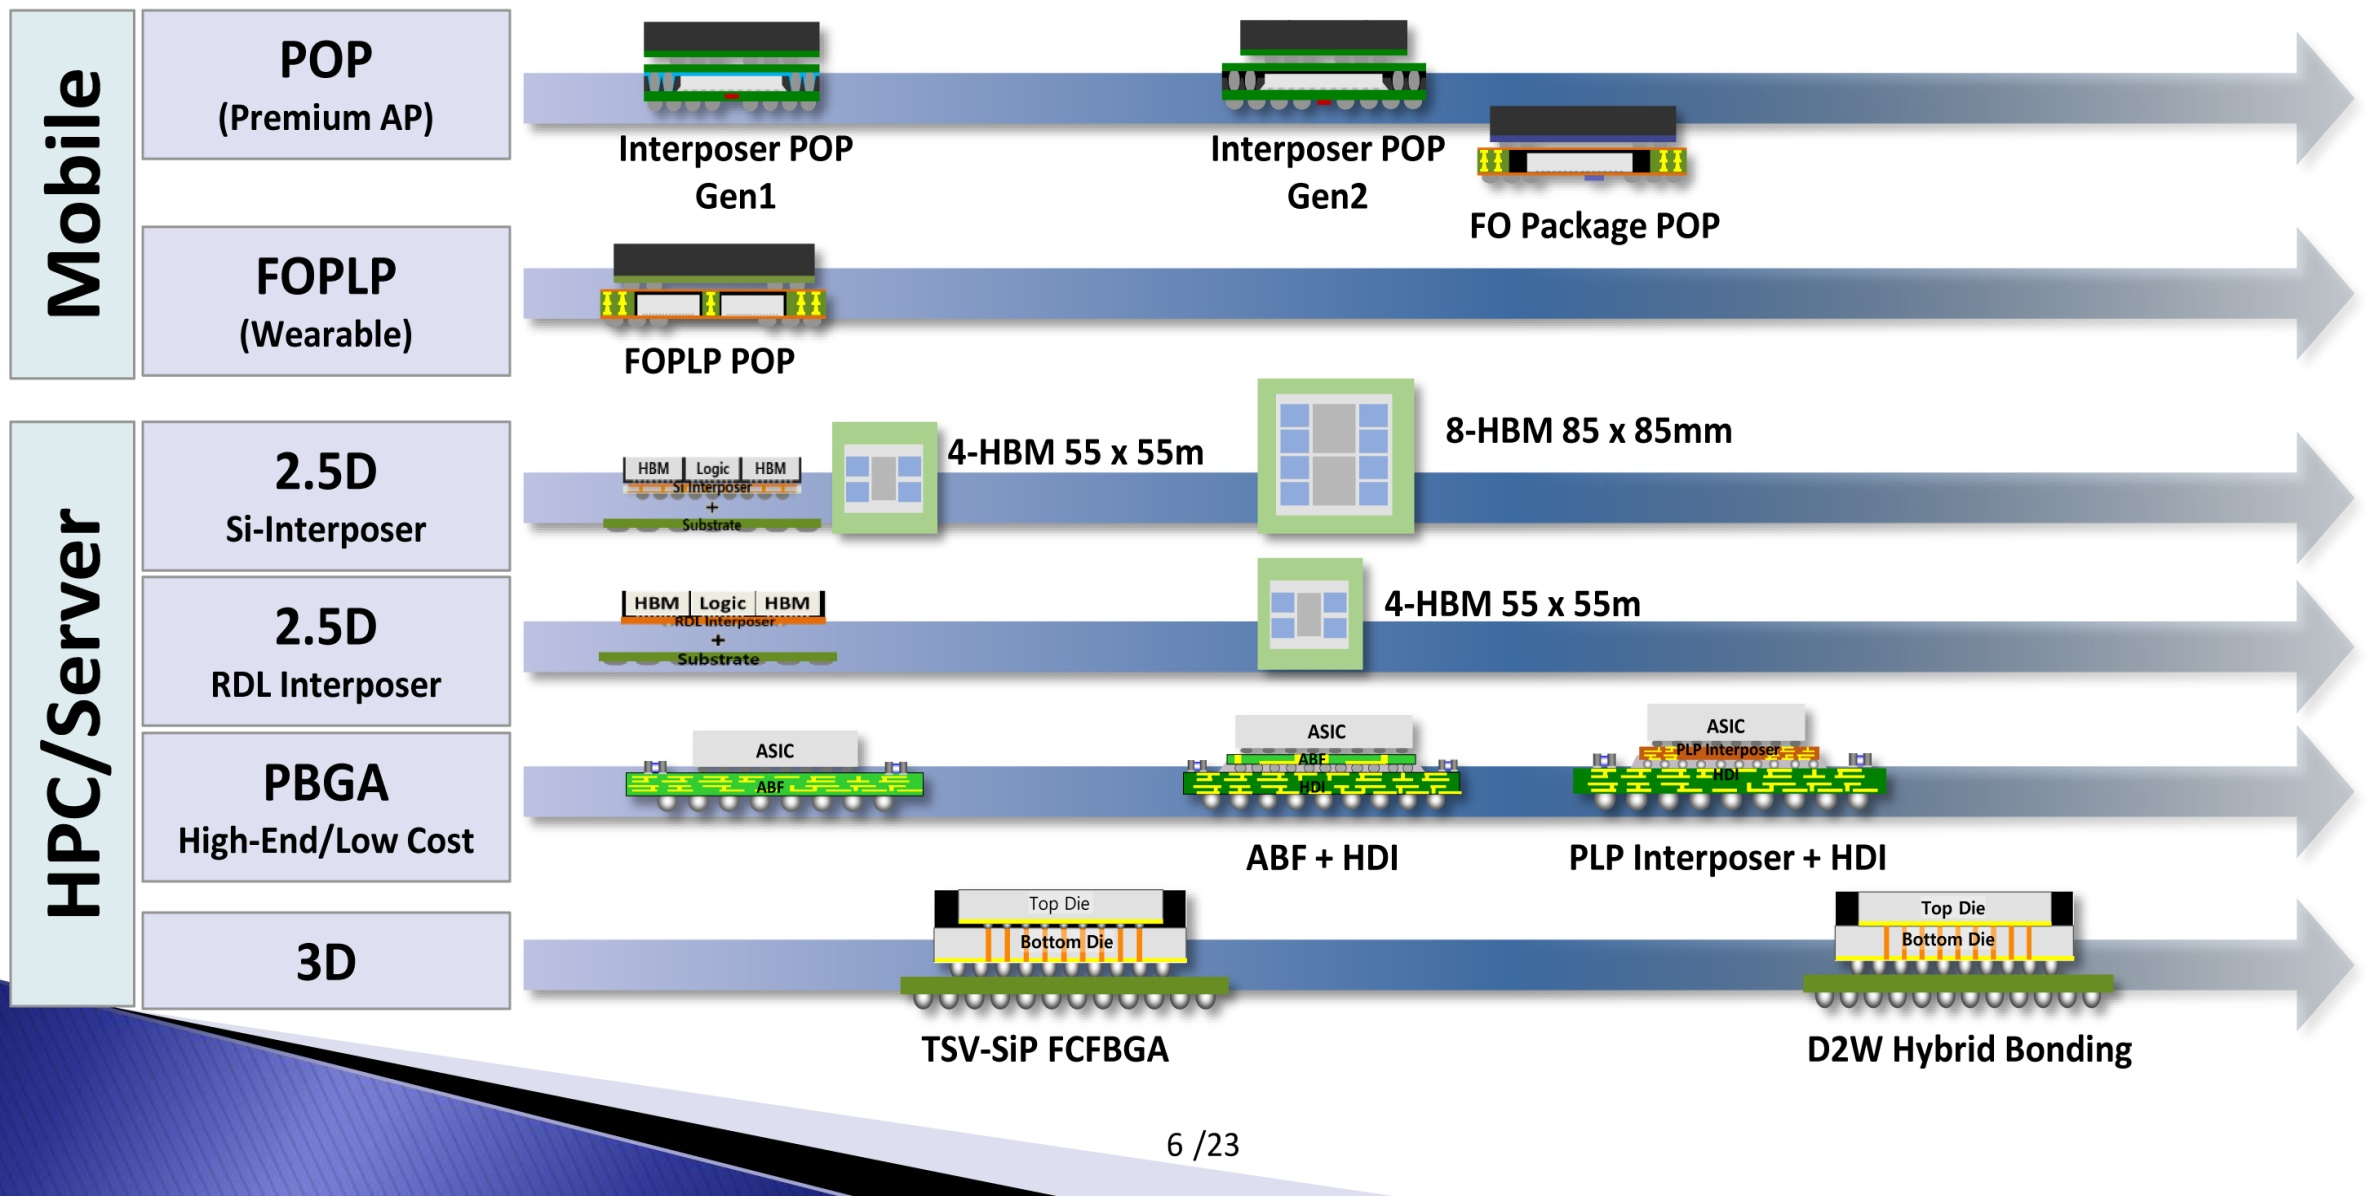 Mobile
POP
(Premium AP)
Interposer POP
Gen1
Interposer POP
Gen2
FO Package POP
FOPLP
(Wearable)
FOPLP POP
HPC/Server
2.5D
Si-Interposer
HBM Logic HBM
Si Interposer
+
Substrate
4-HBM 55 x 55m
8-HBM 85 x 85mm
2.5D
RDL Interposer
HBM Logic HBM
RDL Interposer
+
Substrate
4-HBM 55 x 55m
PBGA
High-End/Low Cost
ASIC
ABF
ASIC
ABF
HDI
ABF + HDI
ASIC
PLP Interposer
HDI
PLP Interposer + HDI
3D
Top Die
Bottom Die
TSV-SiP FCFBGA
Top Die
Bottom Die
D2W Hybrid Bonding
6 /23